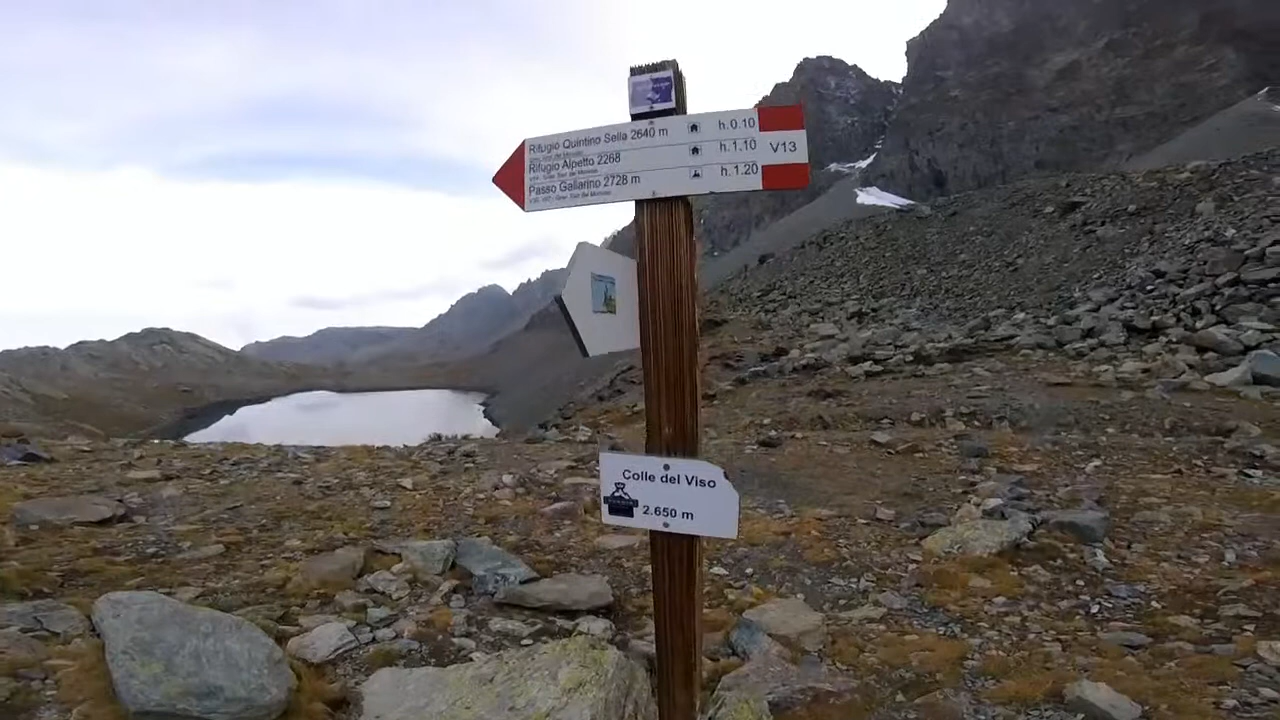 Rifugio Quintino Sella 2640 m h.0.10
Rifugio Alpetto 2268 h.1.10
Passo Gallarino 2728 m h.1.20
V13
Colle del Viso
2.650 m